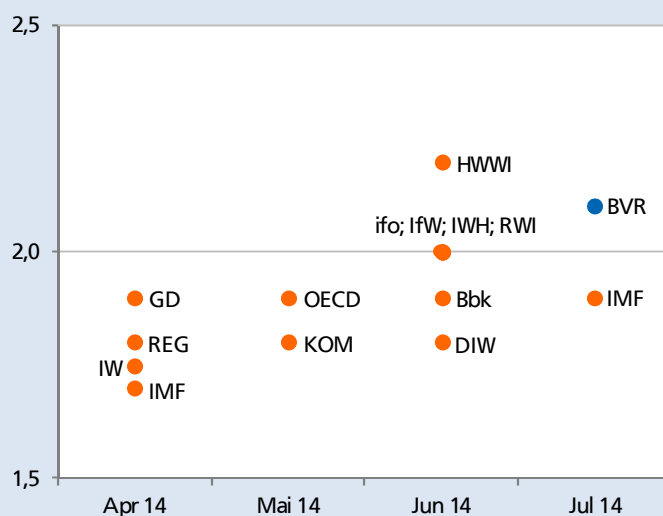 2,5
HWWI
BVR
ifo; IfW; IWH; RWI
2,0
GD
OECD
Bbk
IMF
REG
KOM
DIW
IW
IMF
1,5
Apr 14
Mai 14
Jun 14
Jul 14